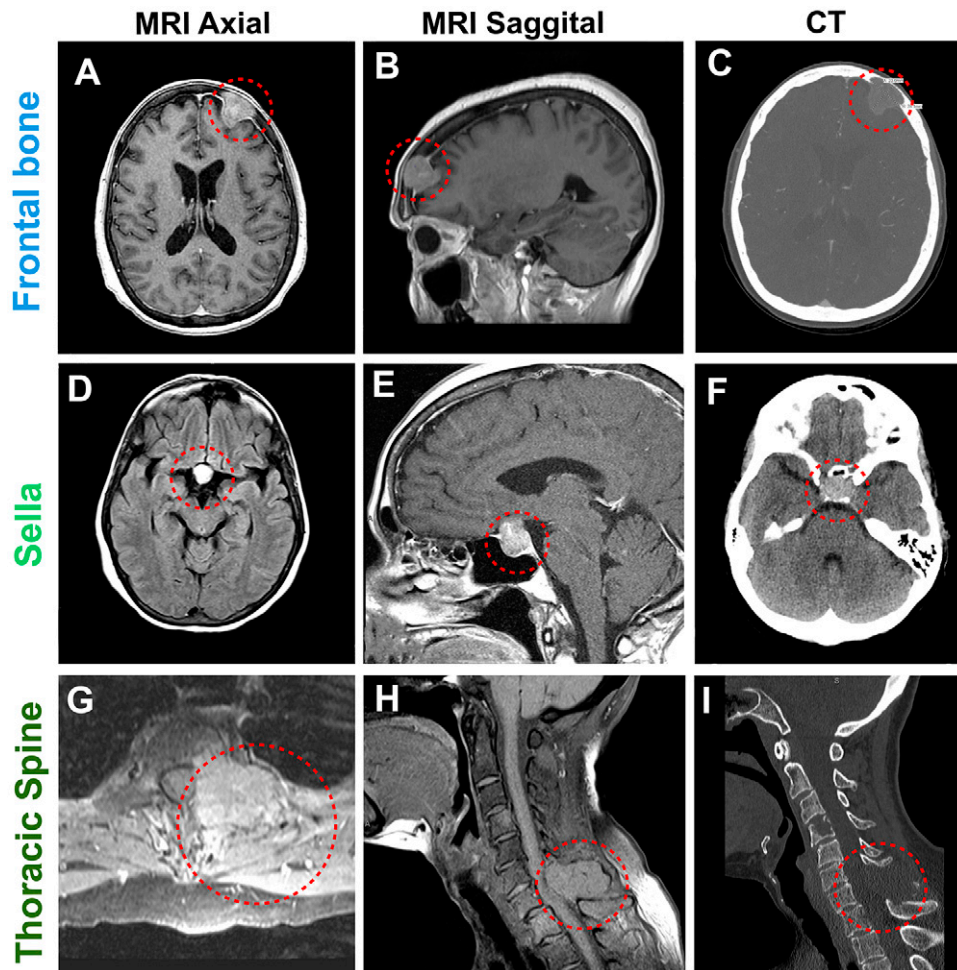 MRI Axial
MRI Saggital
CT
Frontal bone
A
B
C
Sella
D
E
F
Thoracic Spine
G
H
I
S
A